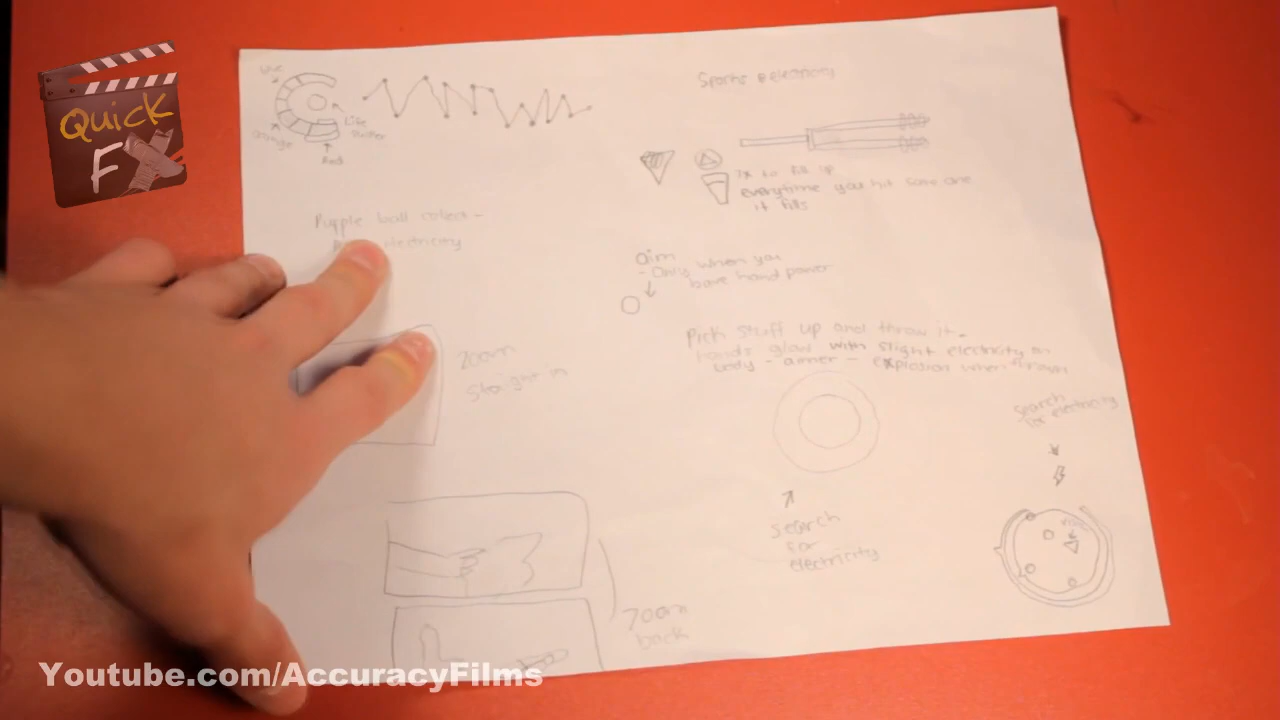 Quick
FX
Blue
Orange
Life
Red
Sparks & electricity
1x to fill up
everytime you hit some one
it fills
Purple ball collect -
electricity
aim
- Only when you
have hand power
Pick stuff up and throw it.
hands glow with slight electricity on
body - aimer - explosion when thrown
Zoom
straight in
Search
for electricity
Search
for
electricity
Zoom
back
Youtube.com/AccuracyFilms